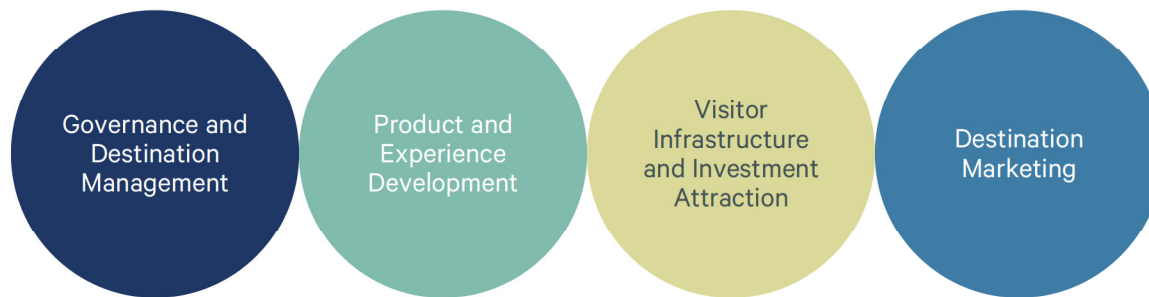 Governance and
Destination
Management
Product and
Experience
Development
Visitor
Infrastructure
and Investment
Attraction
Destination
Marketing